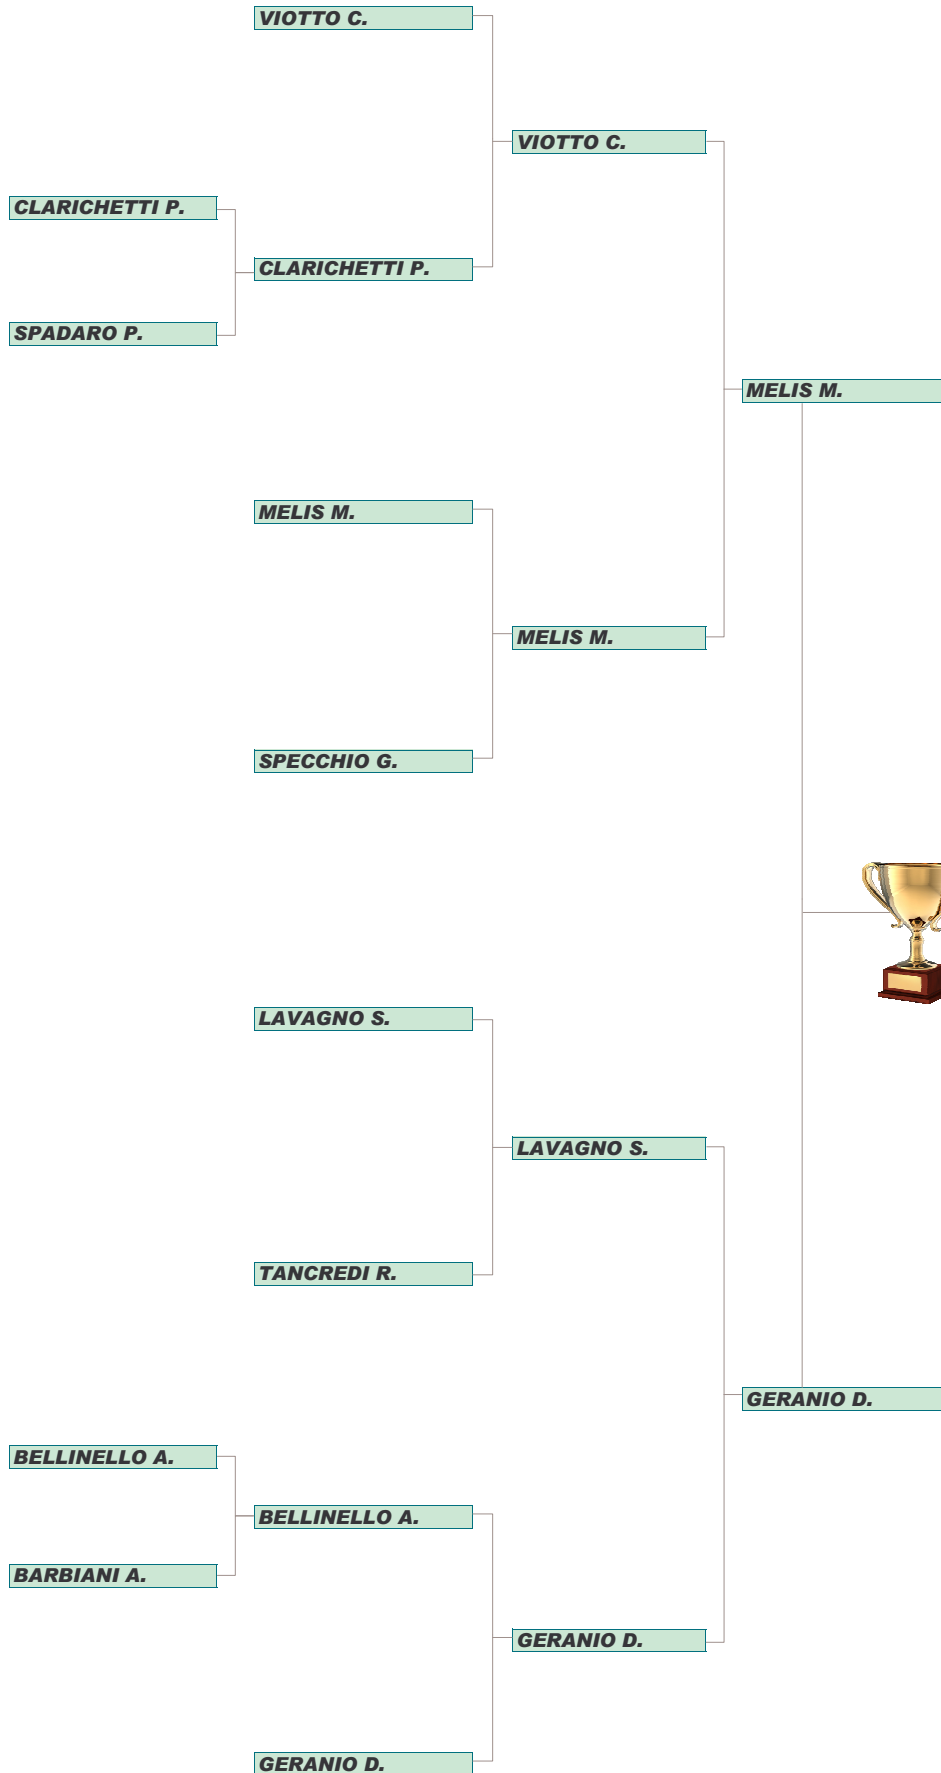 VIOTTO C.
VIOTTO C.
CLARICHETTI P.
CLARICHETTI P.
SPADARO P.
MELIS M.
MELIS M.
MELIS M.
SPECCHIO G.
LAVAGNO S.
LAVAGNO S.
TANCREDI R.
GERANIO D.
BELLINELLO A.
BELLINELLO A.
BARBIANI A.
GERANIO D.
GERANIO D.